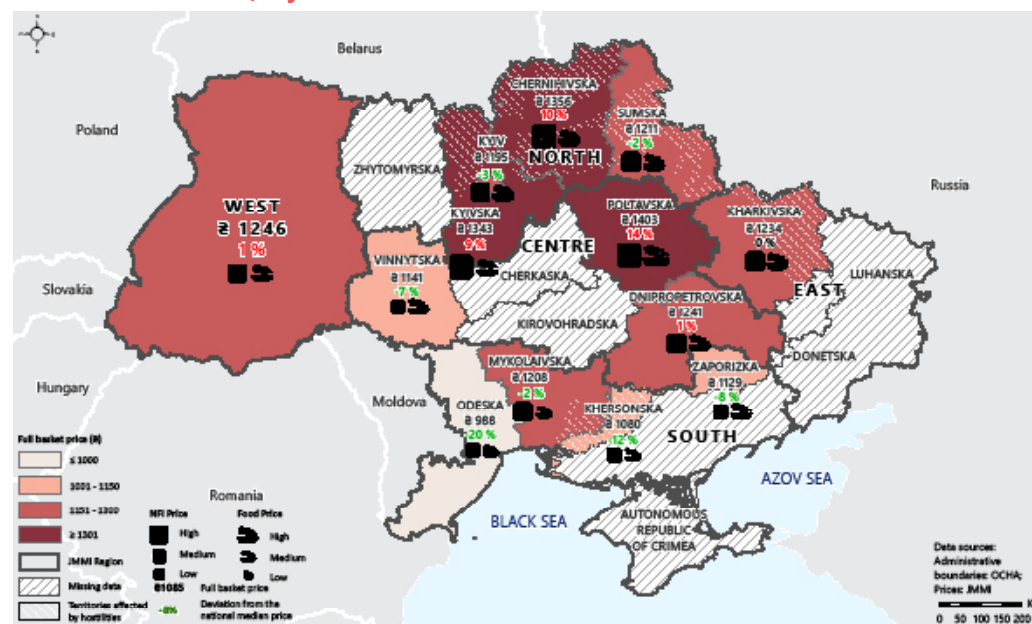 Belarus
Poland
Russia
Slovakia
Hungary
Moldova
Romania
CHERNIHIVSKA
₴ 1356
10 %
SUMSKA
₴ 1211
-2 %
KYIV
₴ 1195
-3 %
NORTH
ZHYTOMYRSKA
WEST
₴ 1246
1 %
KYIVSKA
₴ 1343
9 %
POLTAVSKA
₴ 1403
14 %
KHARKIVSKA
₴ 1234
0 %
CENTRE
VINNYTSKA
₴ 1141
-7 %
CHERKASKA
LUHANSKA
EAST
DNIPROPETROVSKA
₴ 1241
1 %
KIROVOHRADSKA
DONETSKA
MYKOLAIVSKA
₴ 1208
-2 %
ZAPORIZKA
₴ 1129
-8 %
ODESKA
₴ 988
-20 %
KHERSONSKA
₴ 1080
-12 %
SOUTH
AZOV SEA
BLACK SEA
AUTONOMOUS
REPUBLIC
OF CRIMEA
Full basket price (₴)
≤ 1000
1001 - 1150
1151 - 1300
≥ 1301
JMMI Region
Missing data
Territories affected
by hostilities
NFI Price
High
Medium
Low
Food Price
High
Medium
Low
₴1085 Full basket price
-8% Deviation from the
national median price
Data sources:
Administrative
boundaries: OCHA;
Prices: JMMI
0 50 100 150 200